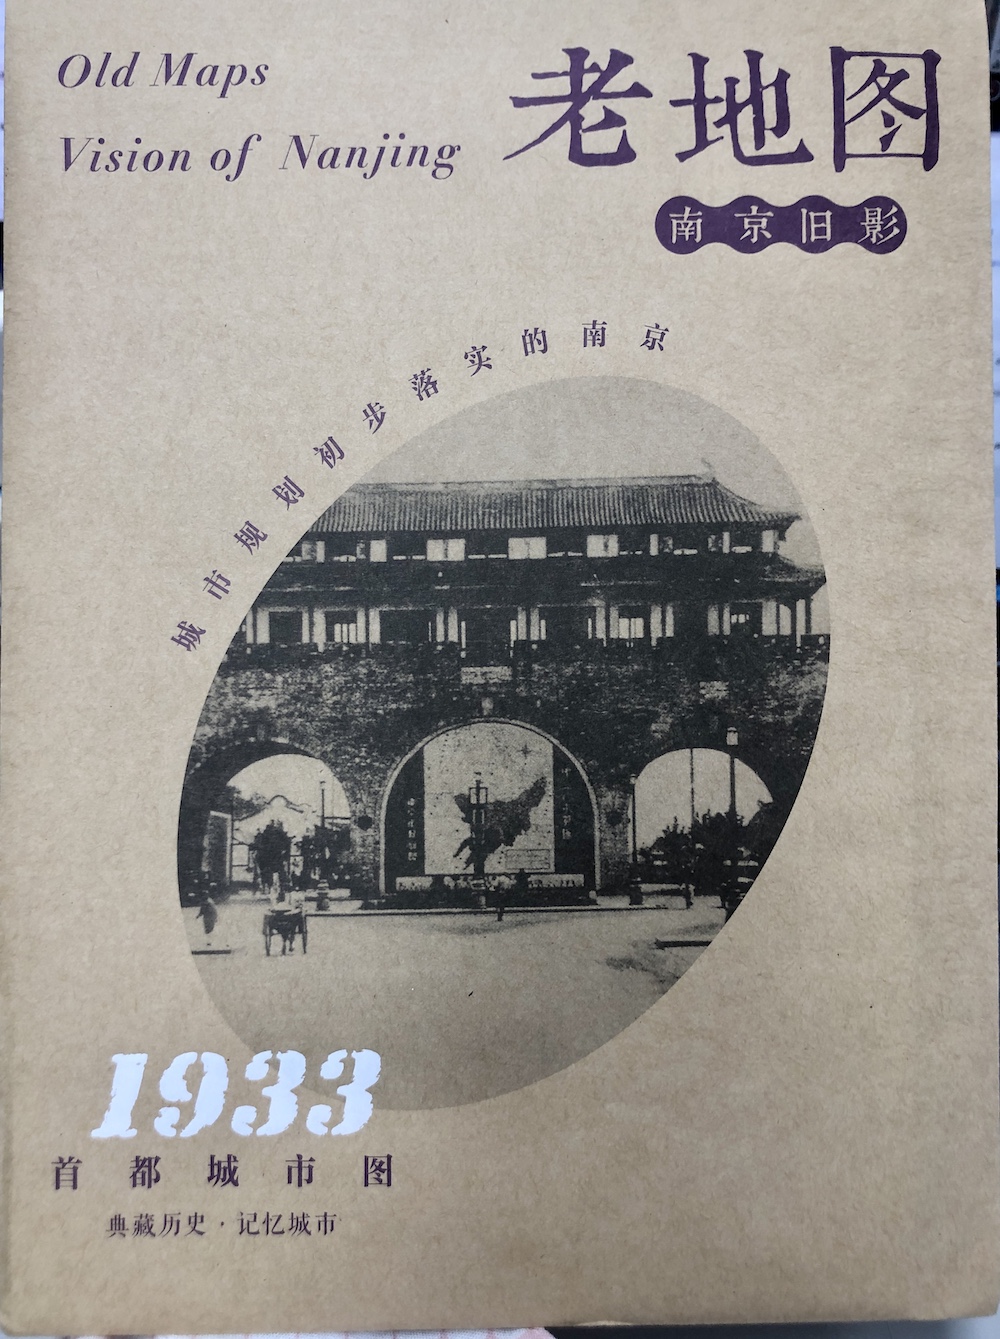 Old Maps
Vision of Nanjing
老地图
南京旧影
城市规划初步落实的南京
1933
首都城市图
典藏历史·记忆城市